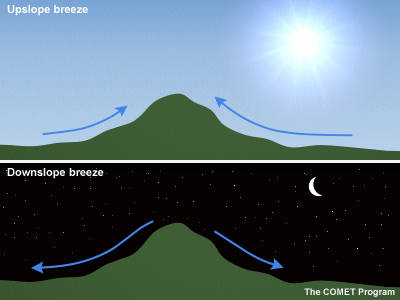 Upslope breeze
Downslope breeze
The COMET Program